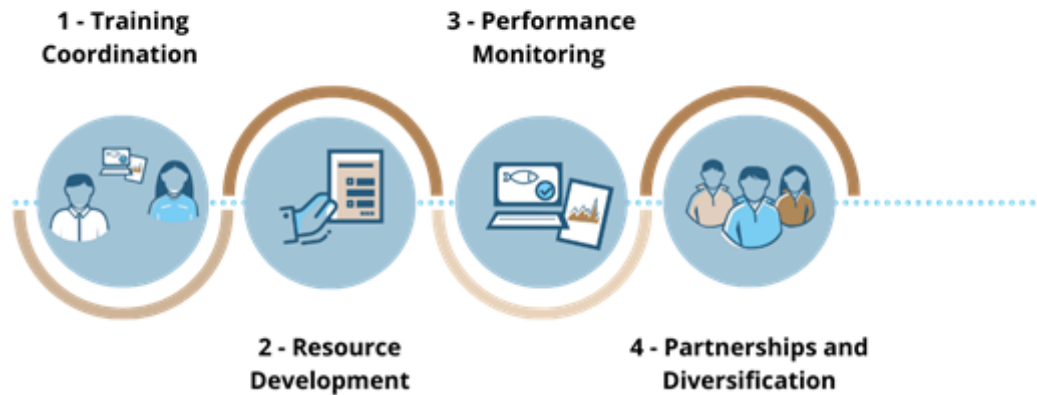 1 - Training
Coordination
2 - Resource
Development
3 - Performance
Monitoring
4 - Partnerships and
Diversification